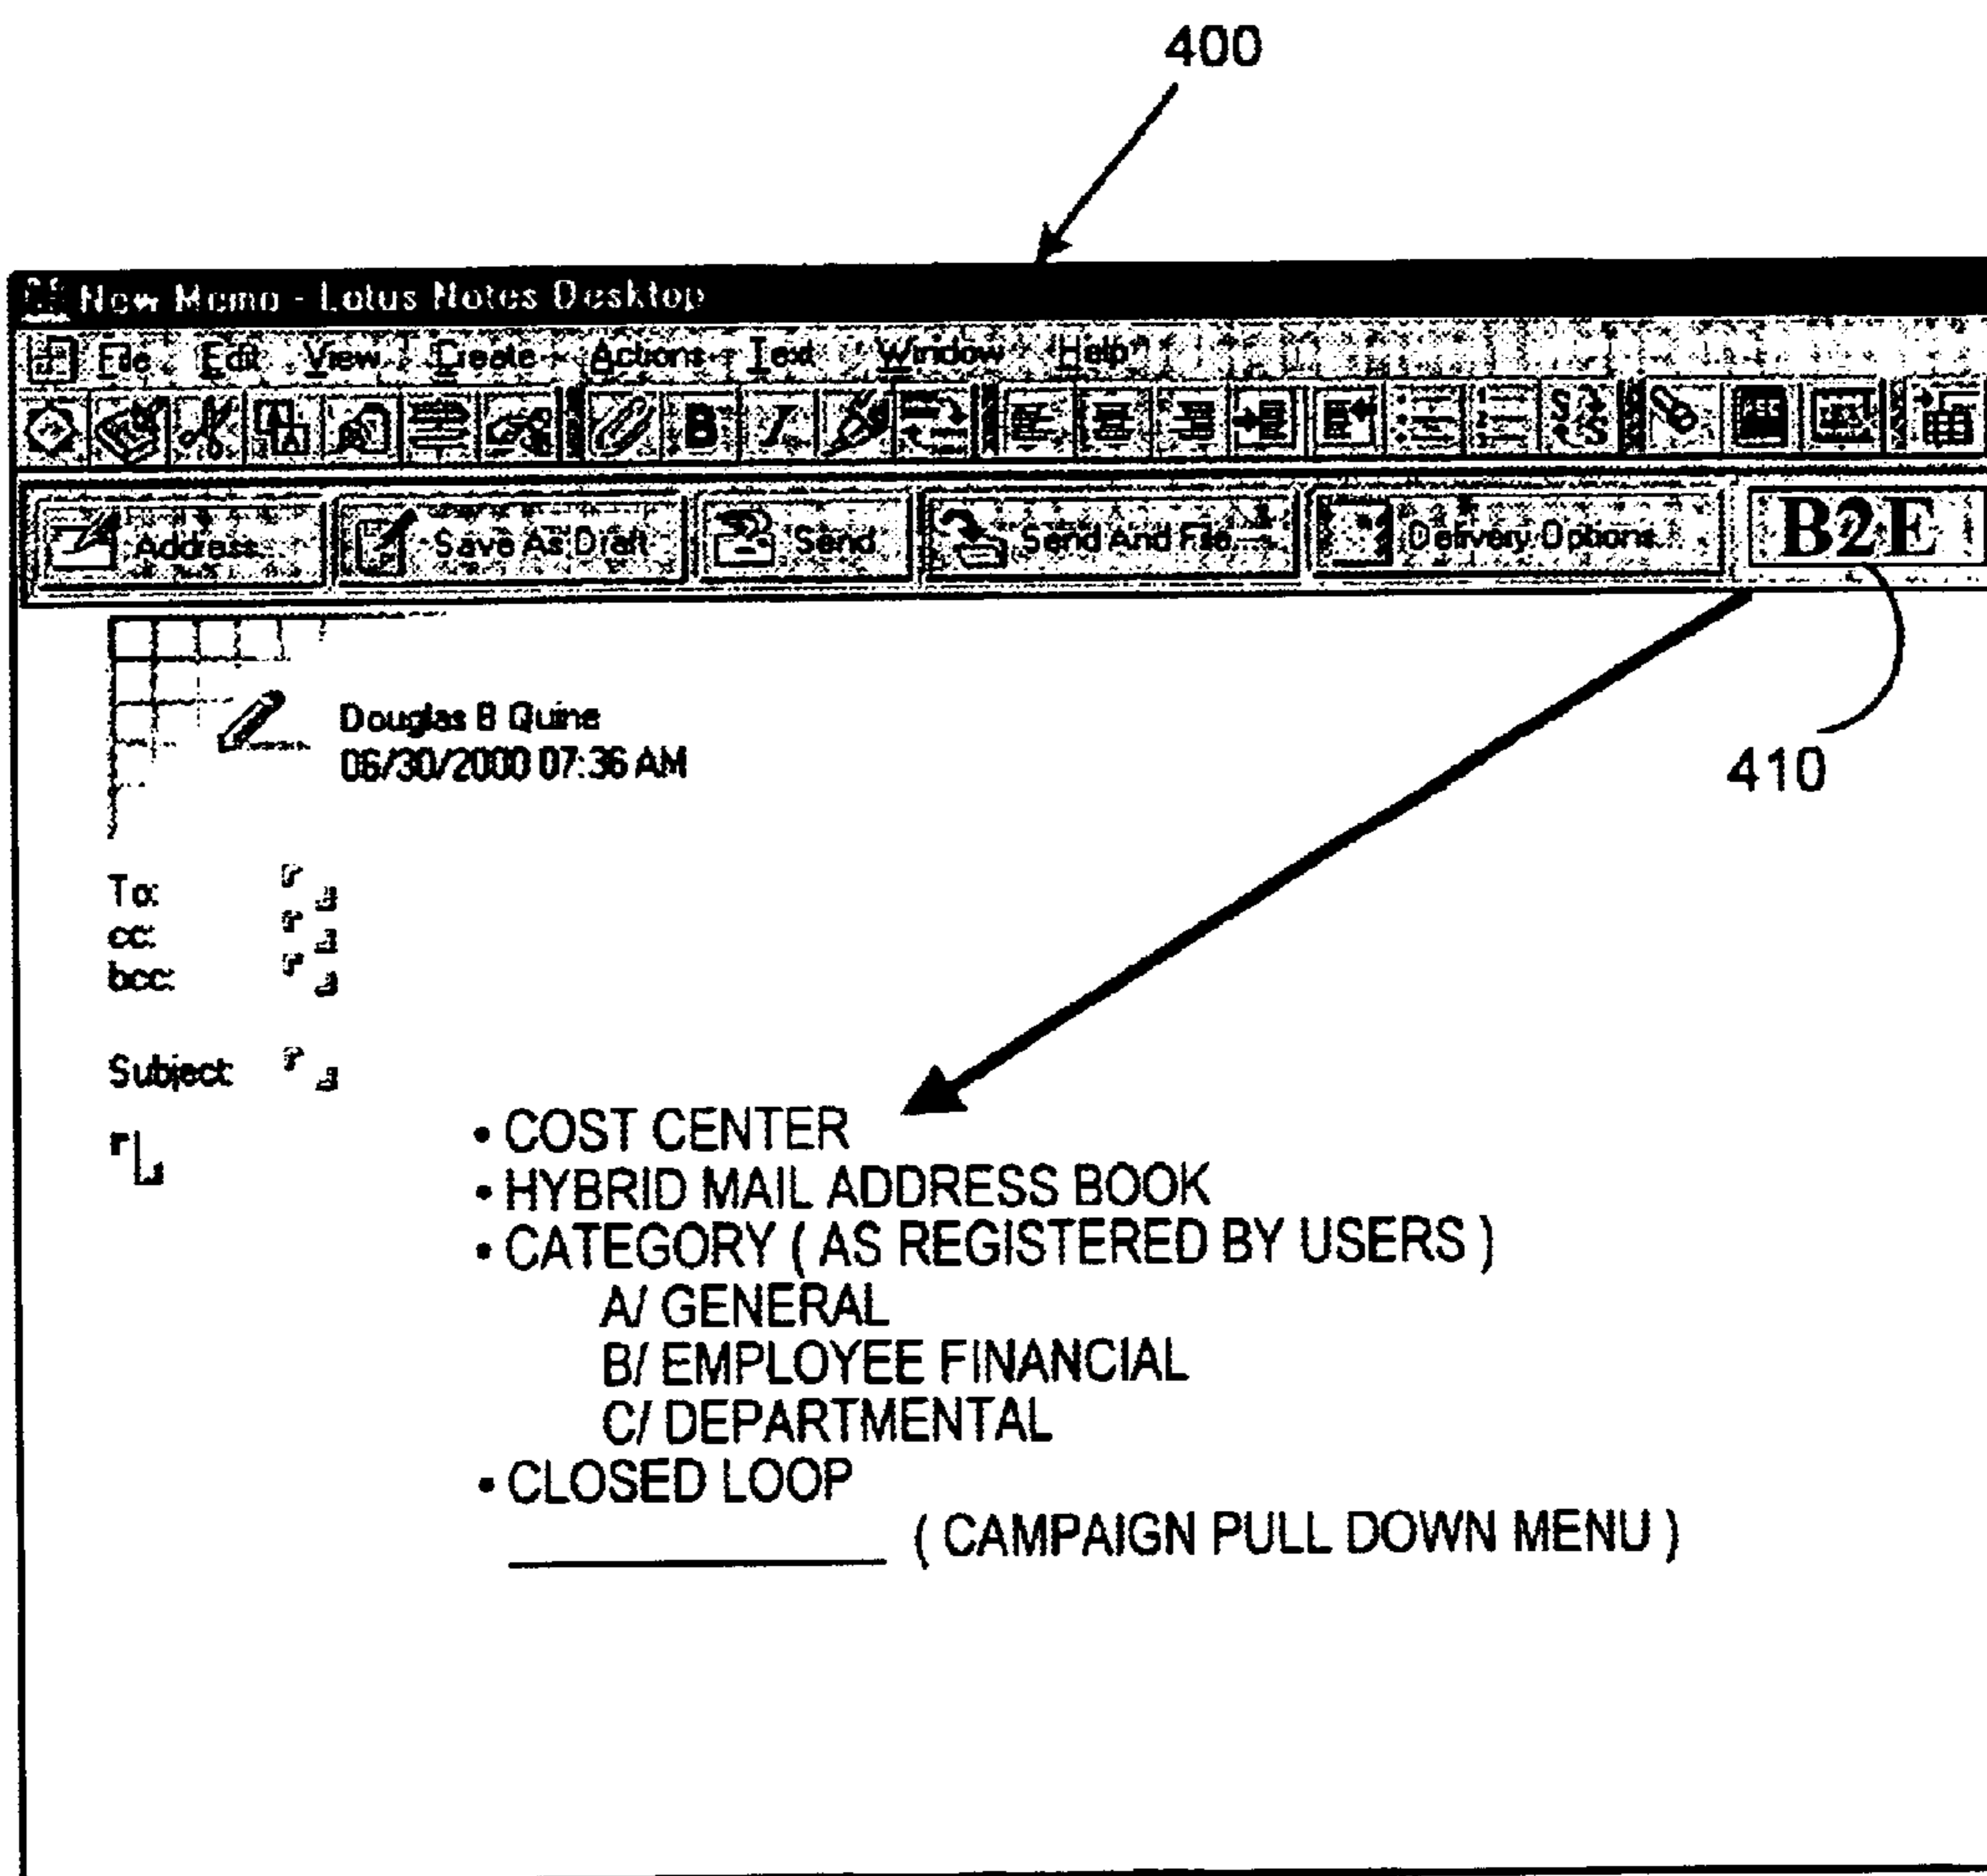 400
New Memo - Lotus Notes Desktop
File Edit View Create Actions Text Window Help
B I
Address... Save As Draft Send Send And File... Delivery Options... B2E
Douglas B Quine
06/30/2000 07:36 AM
410
To:
cc:
bcc:
Subject:
• COST CENTER
• HYBRID MAIL ADDRESS BOOK
• CATEGORY ( AS REGISTERED BY USERS )
A/ GENERAL
B/ EMPLOYEE FINANCIAL
C/ DEPARTMENTAL
• CLOSED LOOP
( CAMPAIGN PULL DOWN MENU )